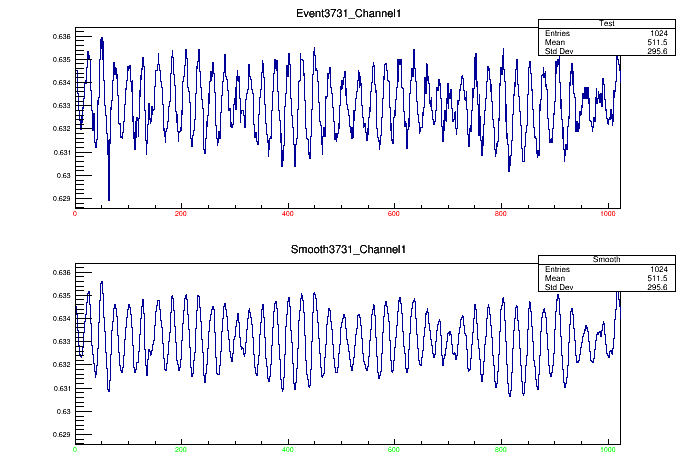 Event3731_Channel1
Test
Entries 1024
Mean 511.5
Std Dev 295.6
0.636
0.635
0.634
0.633
0.632
0.631
0.63
0.629
0 200 400 600 800 1000
Smooth3731_Channel1
Smooth
Entries 1024
Mean 511.5
Std Dev 295.6
0.636
0.635
0.634
0.633
0.632
0.631
0.63
0.629
0 200 400 600 800 1000